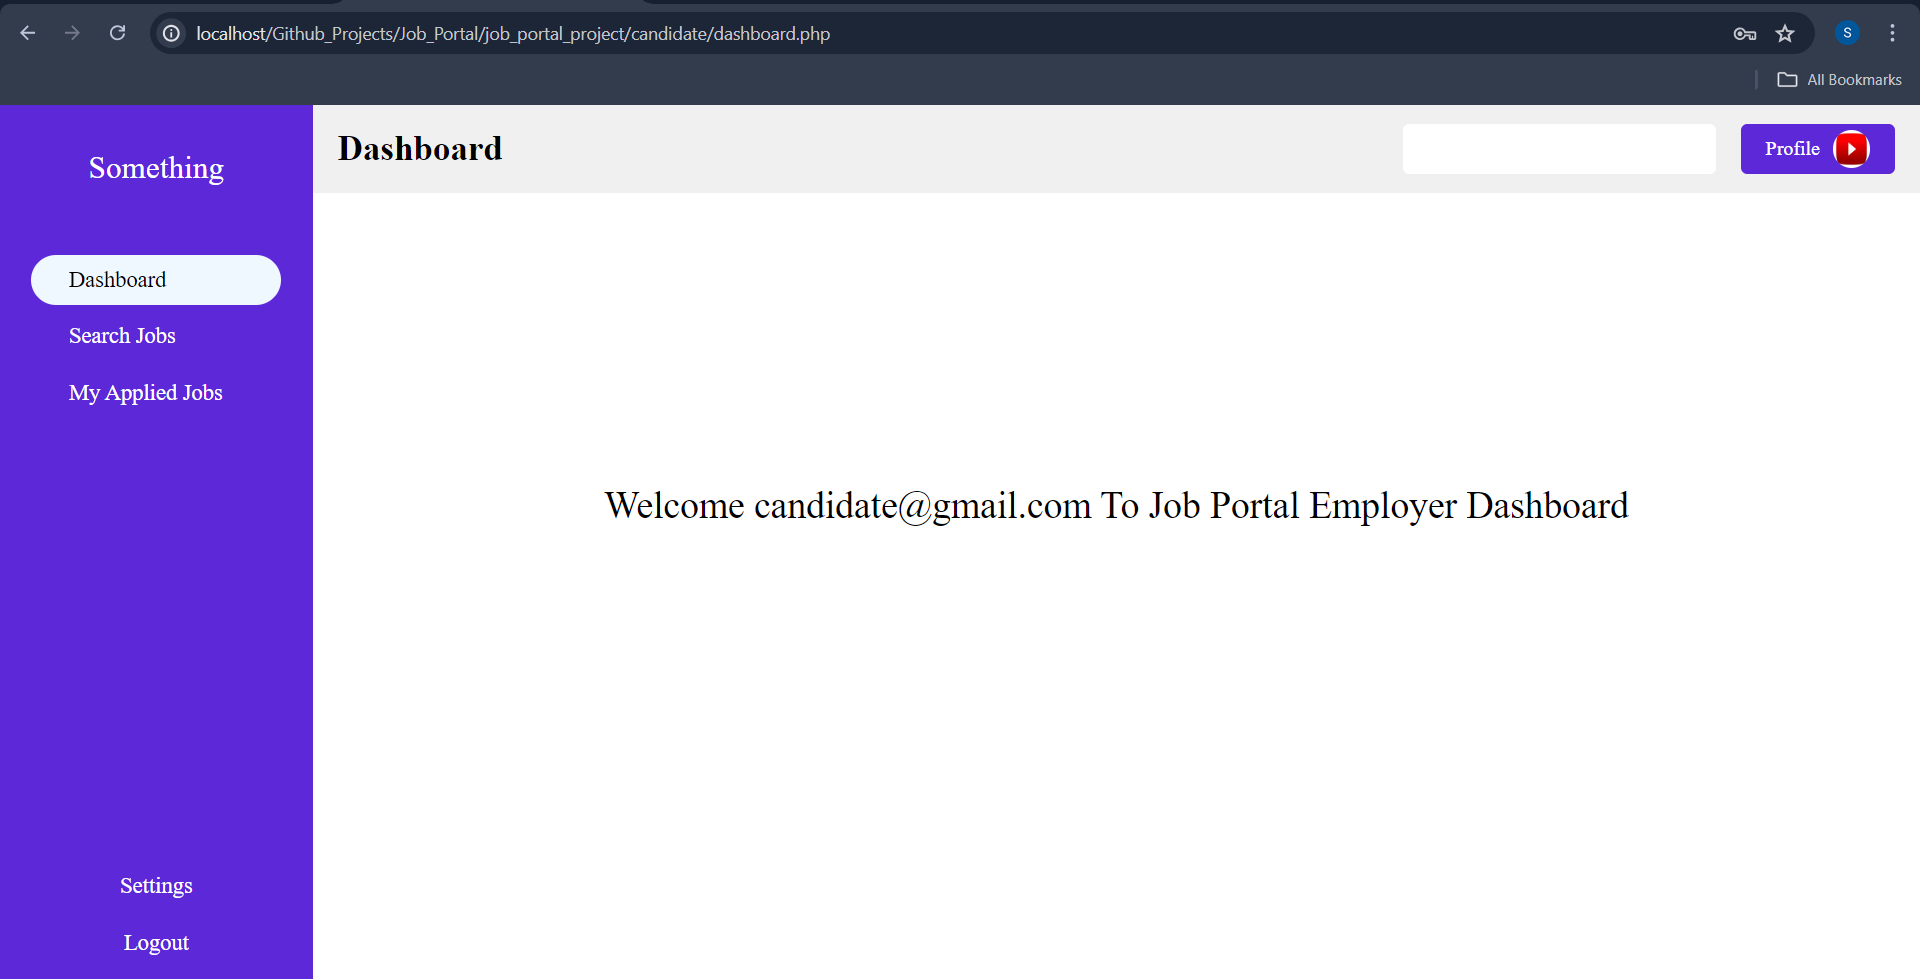 localhost/Github_Projects/Job_Portal/job_portal_project/candidate/dashboard.php
S
All Bookmarks
Something
Dashboard
Profile
Dashboard
Search Jobs
My Applied Jobs
Welcome candidate@gmail.com To Job Portal Employer Dashboard
Settings
Logout